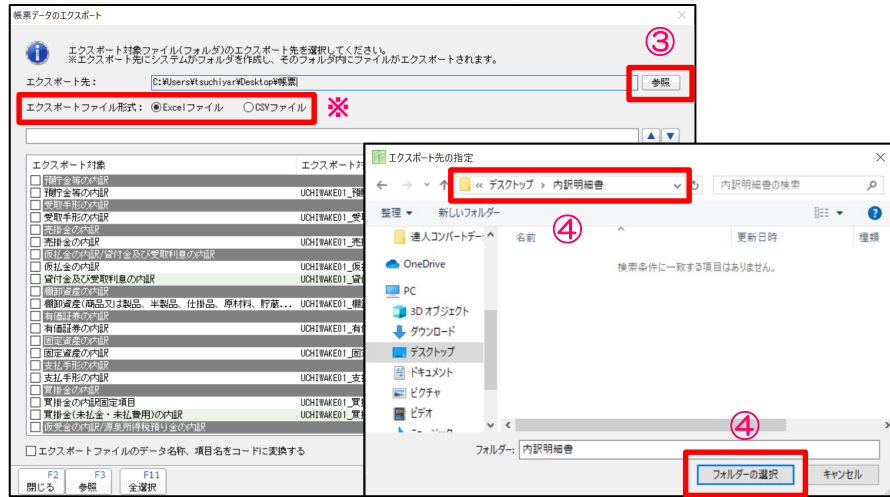 帳票データのエクスポート
エクスポート対象ファイル(フォルダ)のエクスポート先を選択してください。
※エクスポート先にシステムがフォルダを作成し、そのフォルダ内にファイルがエクスポートされます。
③
エクスポート先： C:¥Users¥tsuchiyar¥Desktop¥帳票 参照
エクスポートファイル形式： Excelファイル CSVファイル ※
エクスポート対象 エクスポート
預貯金等の内訳
預貯金等の内訳 UCHIWAKE01_預
受取手形の内訳
受取手形の内訳 UCHIWAKE01_受
売掛金の内訳
売掛金の内訳 UCHIWAKE01_売
仮払金の内訳/貸付金及び受取利息の内訳
仮払金の内訳 UCHIWAKE01_仮
貸付金及び受取利息の内訳 UCHIWAKE01_貸
棚卸資産の内訳
棚卸資産(商品又は製品、半製品、仕掛品、原材料、貯蔵... UCHIWAKE01_棚
有価証券の内訳
有価証券の内訳 UCHIWAKE01_有
固定資産の内訳
固定資産の内訳 UCHIWAKE01_固
支払手形の内訳
支払手形の内訳 UCHIWAKE01_支
買掛金の内訳
買掛金の内訳固定項目 UCHIWAKE01_買
買掛金(未払金・未払費用)の内訳 UCHIWAKE01_買
仮受金の内訳/源泉所得税預り金の内訳
エクスポートファイルのデータ名称、項目名をコードに変換する
F2 F3 F11
閉じる 参照 全選択
エクスポート先の指定
« デスクトップ › 内訳明細書 内訳明細書の検索
整理 新しいフォルダー
④
達人コンバートデー 名前 更新日時 種類
OneDrive 検索条件に一致する項目はありません。
PC
3D オブジェクト
ダウンロード
デスクトップ
ドキュメント
ピクチャ
ビデオ
④
フォルダー: 内訳明細書
フォルダーの選択 キャンセル